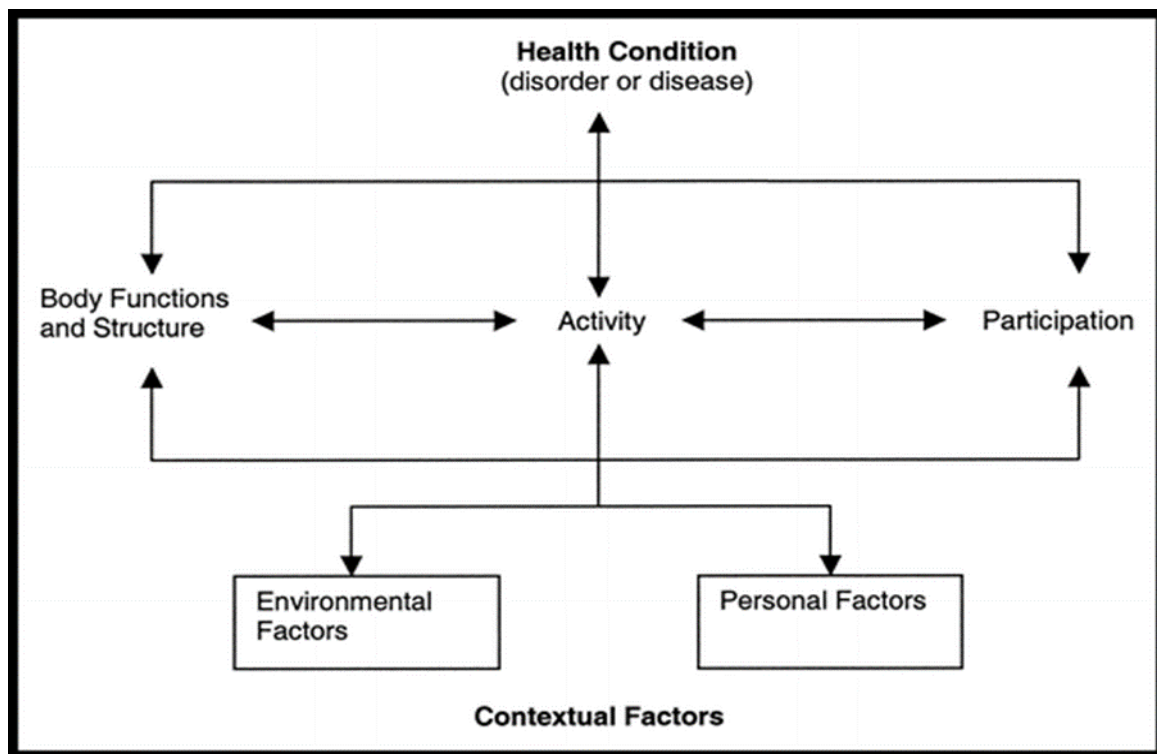 Health Condition
(disorder or disease)
Body Functions
and Structure
Activity
Participation
Environmental
Factors
Personal Factors
Contextual Factors